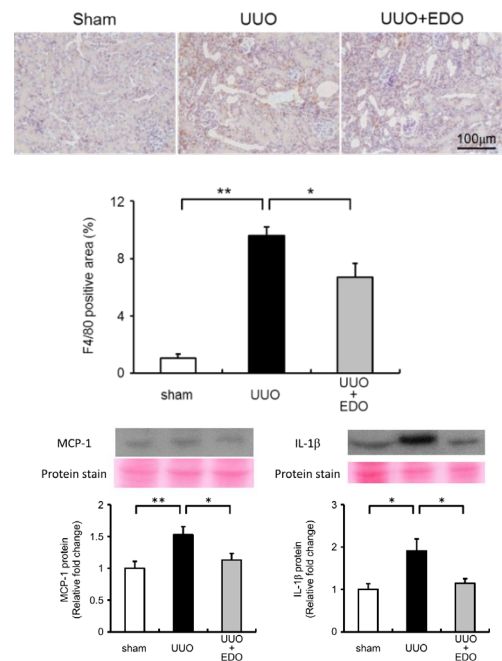 Sham UUO UUO+EDO
100μm
** *
F4/80 positive area (%)
12
8
4
0
sham UUO UUO
+
EDO
MCP-1
Protein stain
** *
MCP-1 protein
(Relative fold change)
2
1.5
1
0.5
0
sham UUO UUO
+
EDO
IL-1β
Protein stain
* *
IL-1β protein
(Relative fold change)
3
2
1
0
sham UUO UUO
+
EDO